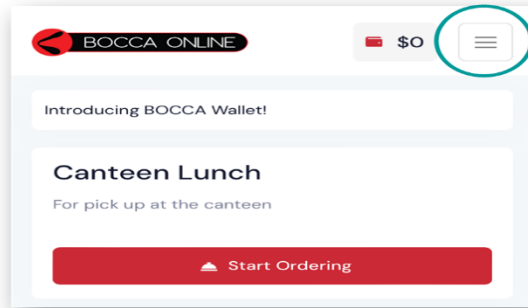 BOCCA ONLINE
$0
Introducing BOCCA Wallet!
Canteen Lunch
For pick up at the canteen
Start Ordering